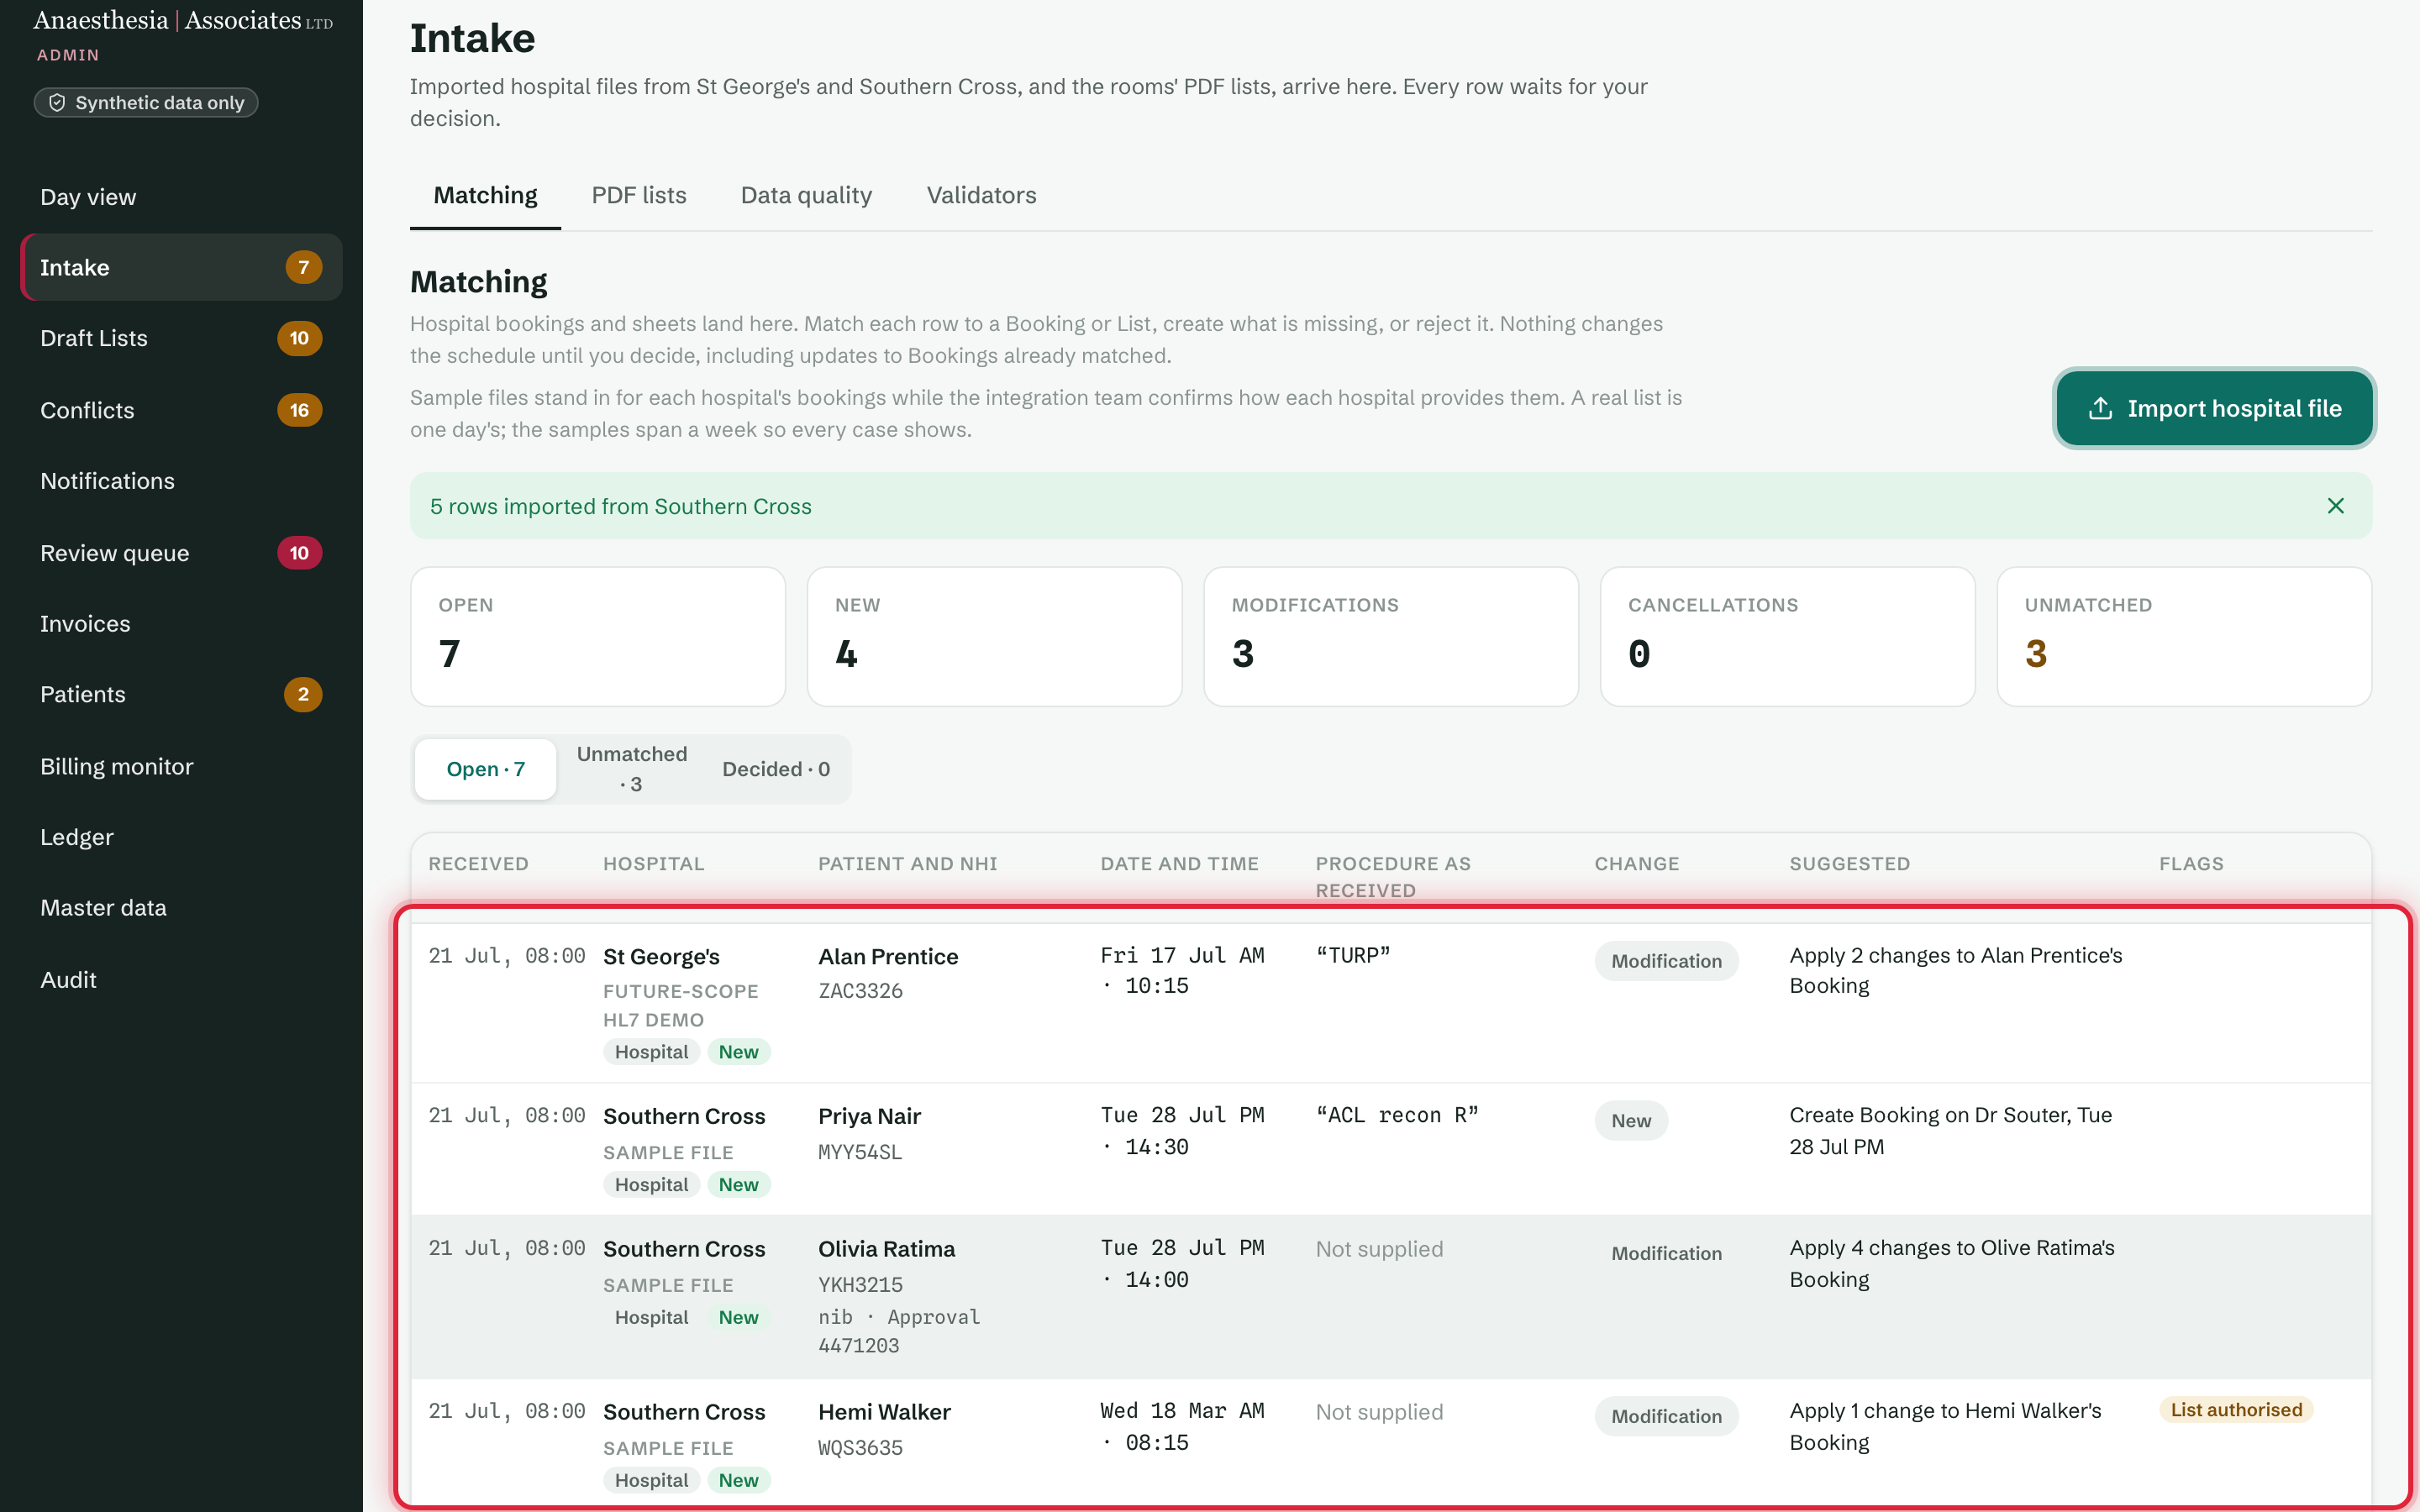 Anaesthesia | Associates LTD
ADMIN
Synthetic data only
Day view
Intake 7
Draft Lists 10
Conflicts 16
Notifications
Review queue 10
Invoices
Patients 2
Billing monitor
Ledger
Master data
Audit
Intake
Imported hospital files from St George's and Southern Cross, and the rooms' PDF lists, arrive here. Every row waits for your
decision.
Matching PDF lists Data quality Validators
Matching
Hospital bookings and sheets land here. Match each row to a Booking or List, create what is missing, or reject it. Nothing changes
the schedule until you decide, including updates to Bookings already matched.
Sample files stand in for each hospital's bookings while the integration team confirms how each hospital provides them. A real list is
one day's; the samples span a week so every case shows.
Import hospital file
5 rows imported from Southern Cross
OPEN
7
NEW
4
MODIFICATIONS
3
CANCELLATIONS
0
UNMATCHED
3
Open · 7
Unmatched
· 3
Decided · 0
RECEIVED HOSPITAL PATIENT AND NHI DATE AND TIME PROCEDURE AS CHANGE SUGGESTED FLAGS
RECEIVED
21 Jul, 08:00 St George's Alan Prentice Fri 17 Jul AM “TURP” Modification Apply 2 changes to Alan Prentice's
FUTURE-SCOPE ZAC3326 · 10:15 Booking
HL7 DEMO
Hospital New
21 Jul, 08:00 Southern Cross Priya Nair Tue 28 Jul PM “ACL recon R” New Create Booking on Dr Souter, Tue
SAMPLE FILE MYY54SL · 14:30 28 Jul PM
Hospital New
21 Jul, 08:00 Southern Cross Olivia Ratima Tue 28 Jul PM Not supplied Modification Apply 4 changes to Olive Ratima's
SAMPLE FILE YKH3215 · 14:00 Booking
Hospital New nib · Approval
4471203
21 Jul, 08:00 Southern Cross Hemi Walker Wed 18 Mar AM Not supplied Modification Apply 1 change to Hemi Walker's List authorised
SAMPLE FILE WQS3635 · 08:15 Booking
Hospital New